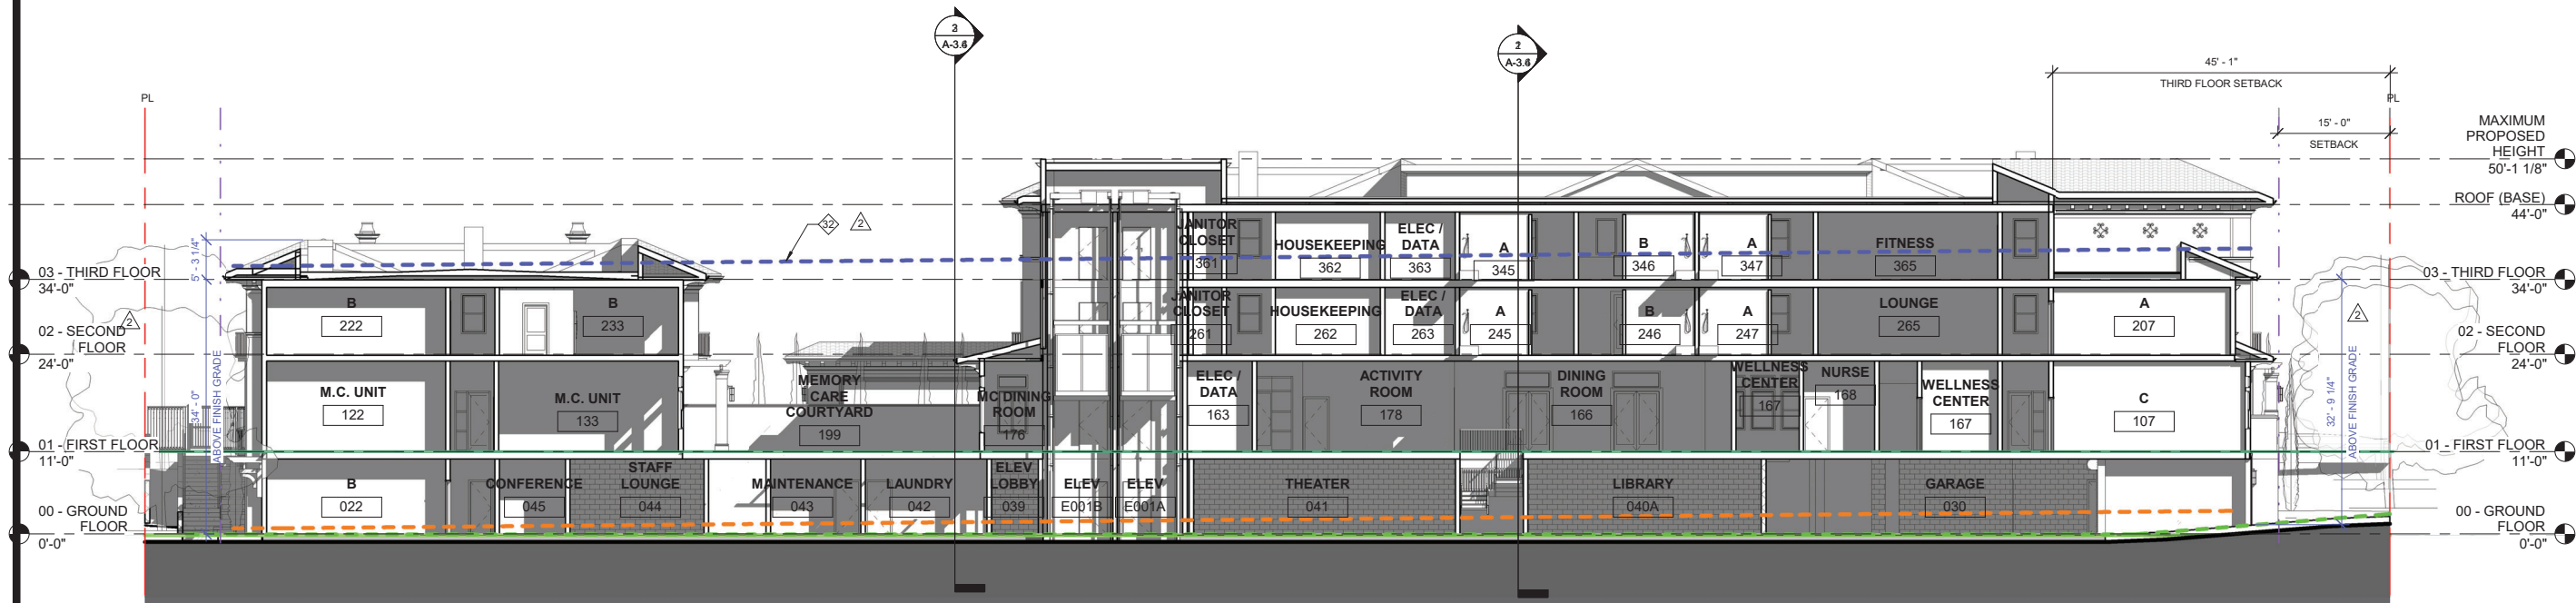 3
A-3.6
2
A-3.6
45' - 1"
THIRD FLOOR SETBACK
PL
PL
15' - 0"
SETBACK
MAXIMUM
PROPOSED
HEIGHT
50'-1 1/8"
ROOF (BASE)
44'-0"
32
2
5' - 3 1/4"
03 - THIRD FLOOR
34'-0"
JANITOR
CLOSET
361
HOUSEKEEPING
362
ELEC /
DATA
363
A
345
B
346
A
347
FITNESS
365
03 - THIRD FLOOR
34'-0"
2
02 - SECOND
FLOOR
24'-0"
B
222
B
233
JANITOR
CLOSET
261
HOUSEKEEPING
262
ELEC /
DATA
263
A
245
B
246
A
247
LOUNGE
265
A
207
2
02 - SECOND
FLOOR
24'-0"
34' - 0"
ABOVE FINISH GRADE
M.C. UNIT
122
M.C. UNIT
133
MEMORY
CARE
COURTYARD
199
MC DINING
ROOM
176
ELEC /
DATA
163
ACTIVITY
ROOM
178
DINING
ROOM
166
WELLNESS
CENTER
167
NURSE
168
WELLNESS
CENTER
167
C
107
32' - 9 1/4"
ABOVE FINISH GRADE
01 - FIRST FLOOR
11'-0"
01 - FIRST FLOOR
11'-0"
B
022
CONFERENCE
045
STAFF
LOUNGE
044
MAINTENANCE
043
LAUNDRY
042
ELEV
LOBBY
039
ELEV
E001B
ELEV
E001A
THEATER
041
LIBRARY
040A
GARAGE
030
00 - GROUND
FLOOR
0'-0"
00 - GROUND
FLOOR
0'-0"